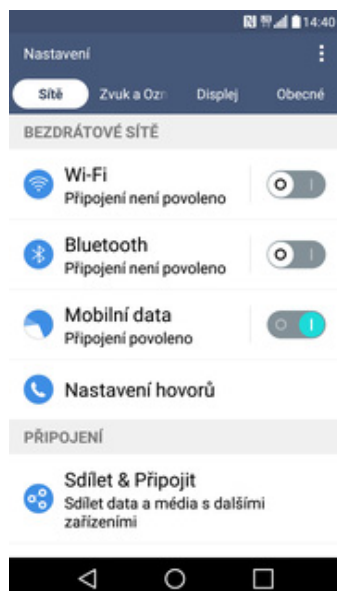 14:40
Nastavení
Sítě Zvuk a Ozn Displej Obecné
BEZDRÁTOVÉ SÍTĚ
Wi-Fi
Připojení není povoleno
Bluetooth
Připojení není povoleno
Mobilní data
Připojení povoleno
Nastavení hovorů
PŘIPOJENÍ
Sdílet & Připojit
Sdílet data a média s dalšími
zařízeními